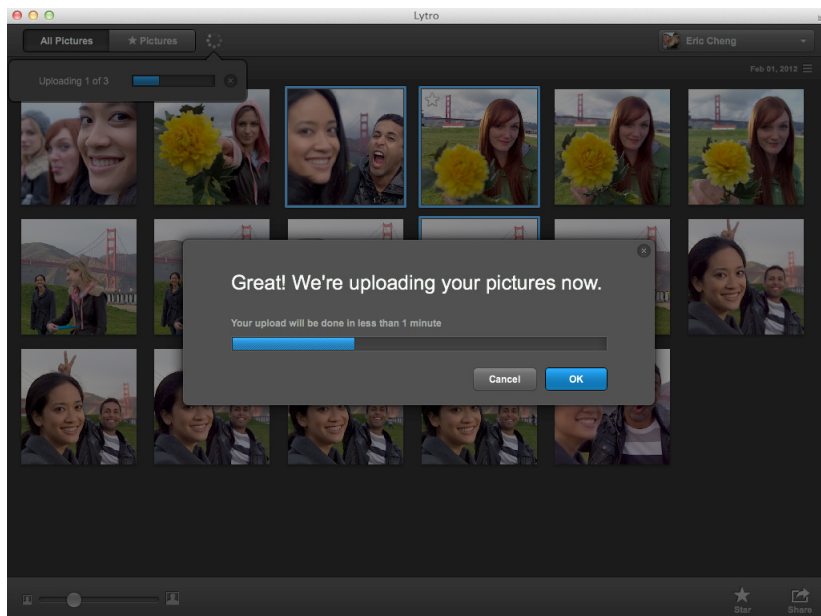 Lytro
All Pictures
★ Pictures
Eric Cheng
Uploading 1 of 3
Feb 01, 2012
Great! We're uploading your pictures now.
Your upload will be done in less than 1 minute
Cancel
OK
Star
Share